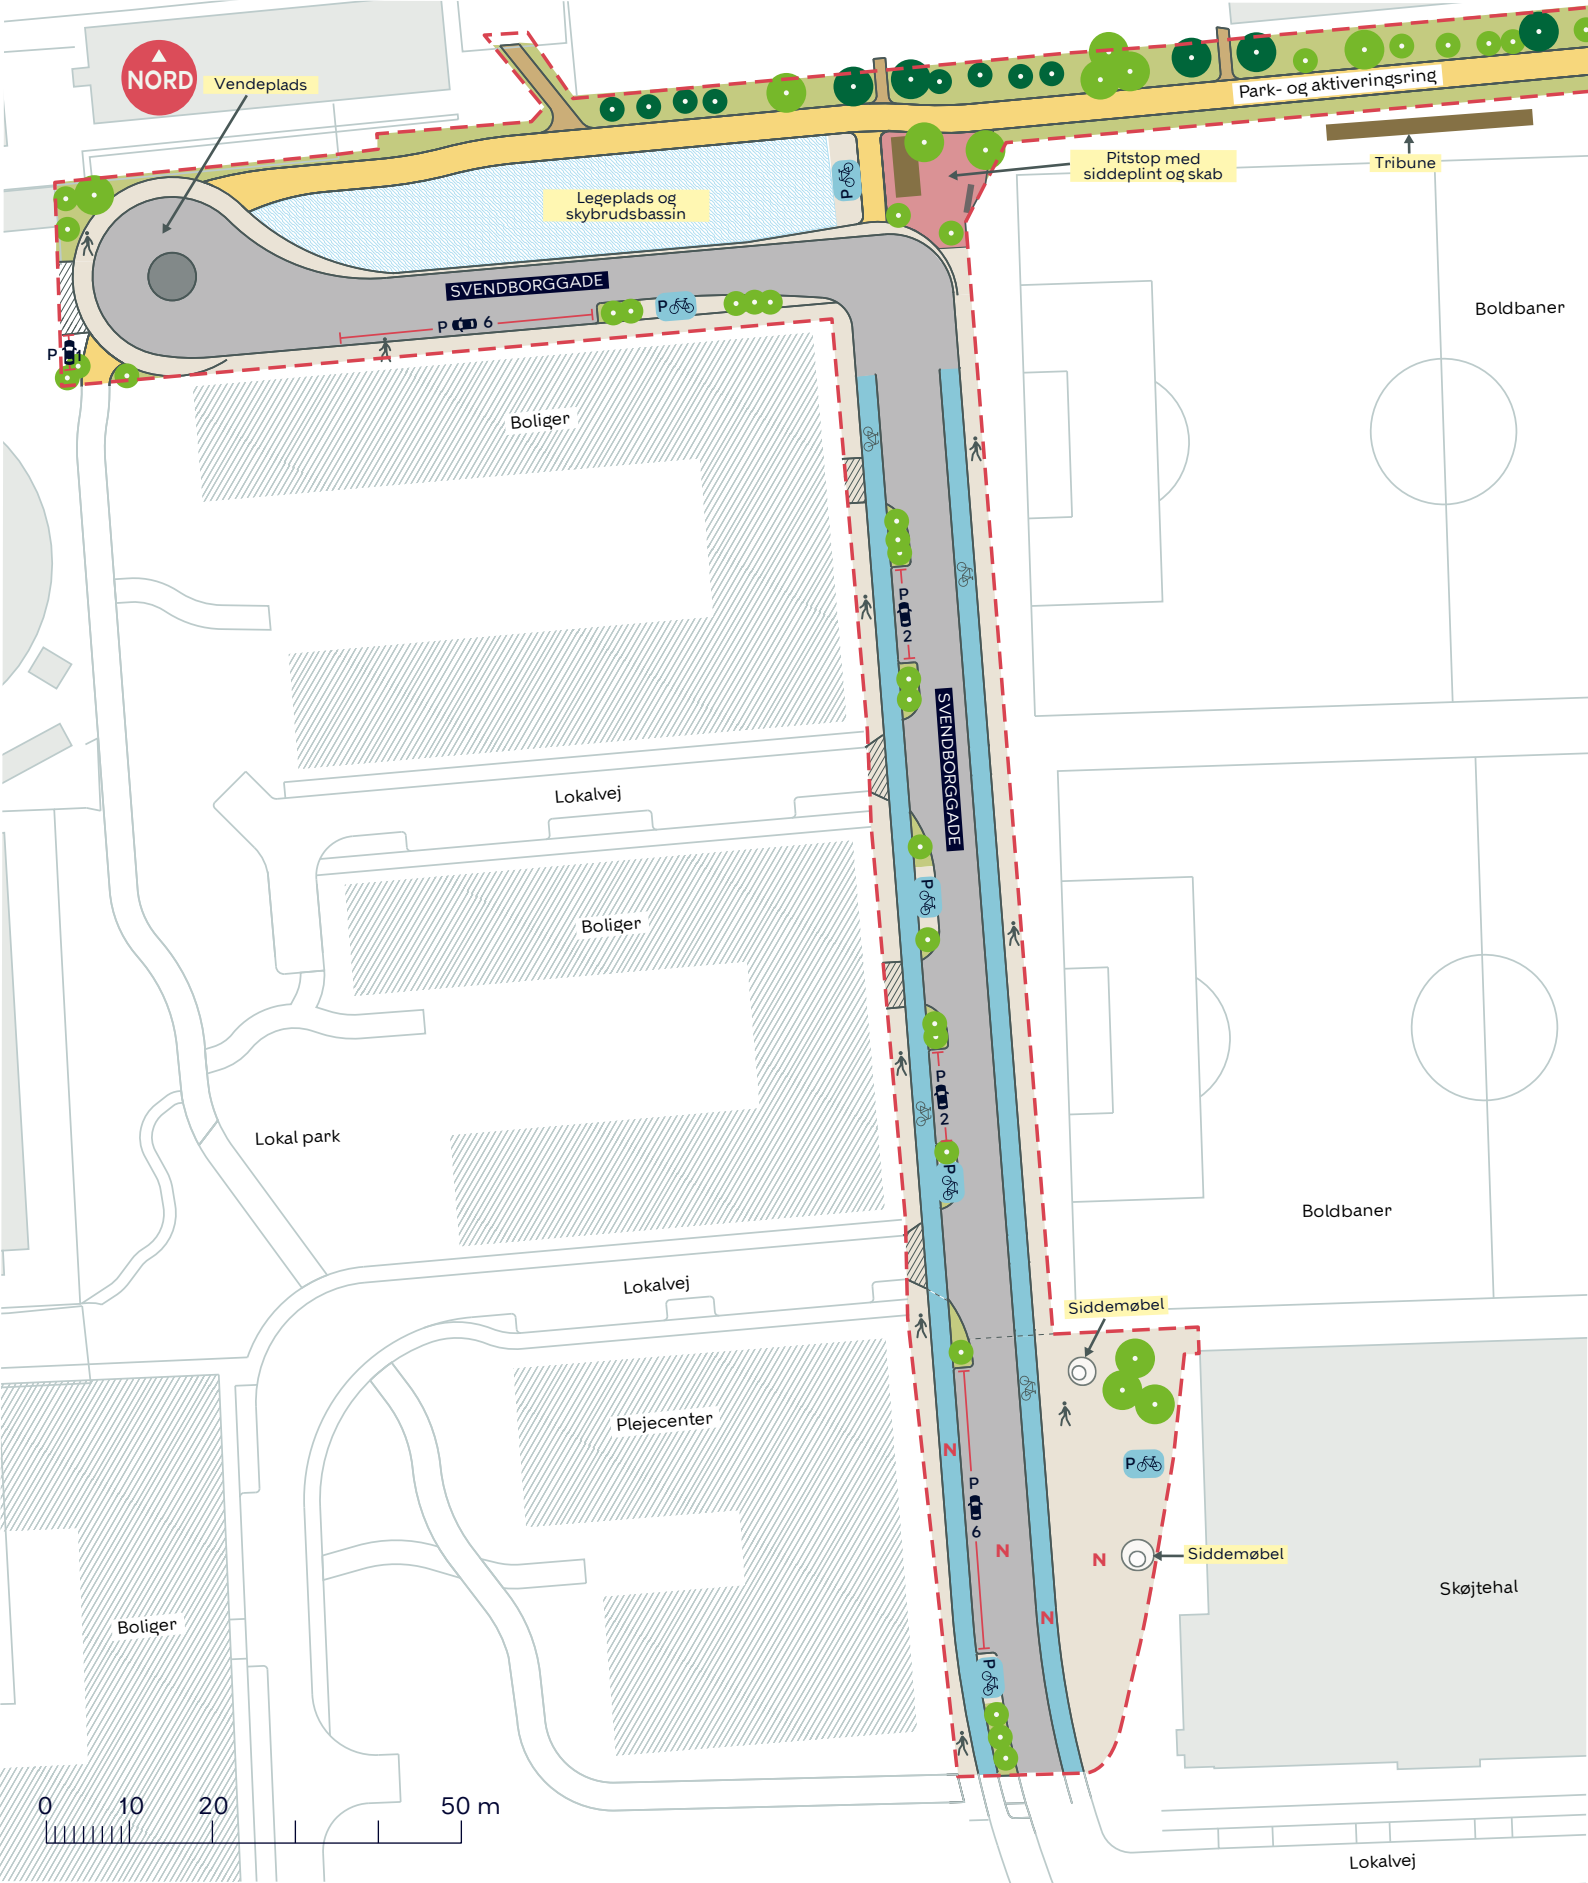 NORD
Vendeplads
Park- og aktiveringsring
Pitstop med
siddeplint og skab
Tribune
Legeplads og
skybrudsbassin
P
SVENDBORGGADE
P 6
P
P 1
Boldbaner
Boliger
P
2
SVENDBORGGADE
Lokalvej
P
Boliger
P
2
Lokal park
P
Boldbaner
Lokalvej
Siddemøbel
Plejecenter
N
P
P
6
N
N
Siddemøbel
Skøjtehal
N
Boliger
P
0 10 20 50 m
Lokalvej